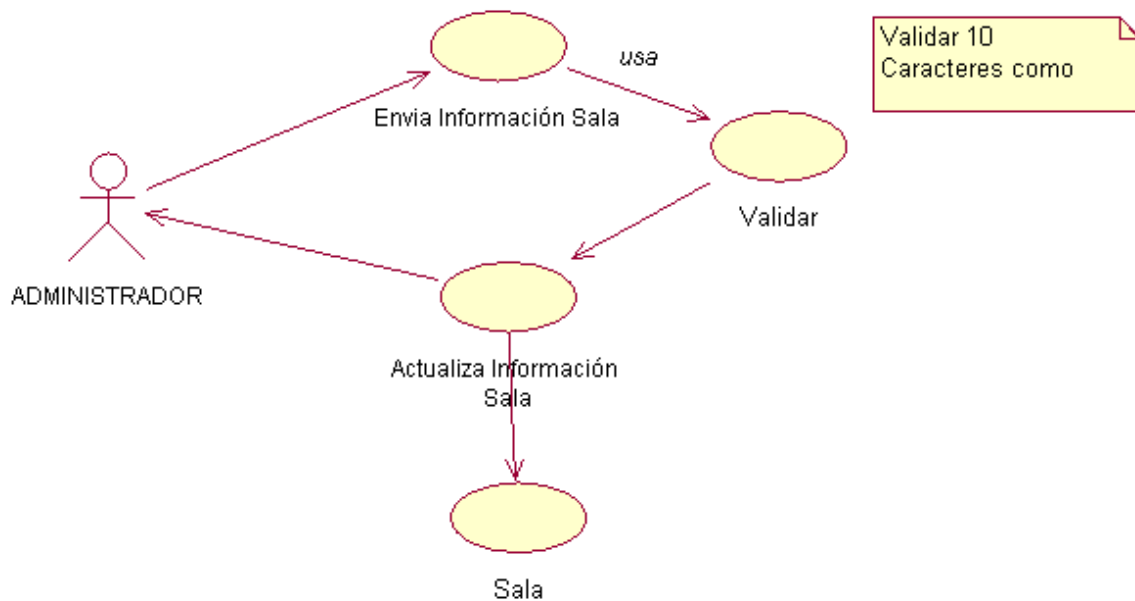 usa
Validar 10
Caracteres como
Envia Información Sala
Validar
ADMINISTRADOR
Actualiza Información
Sala
Sala